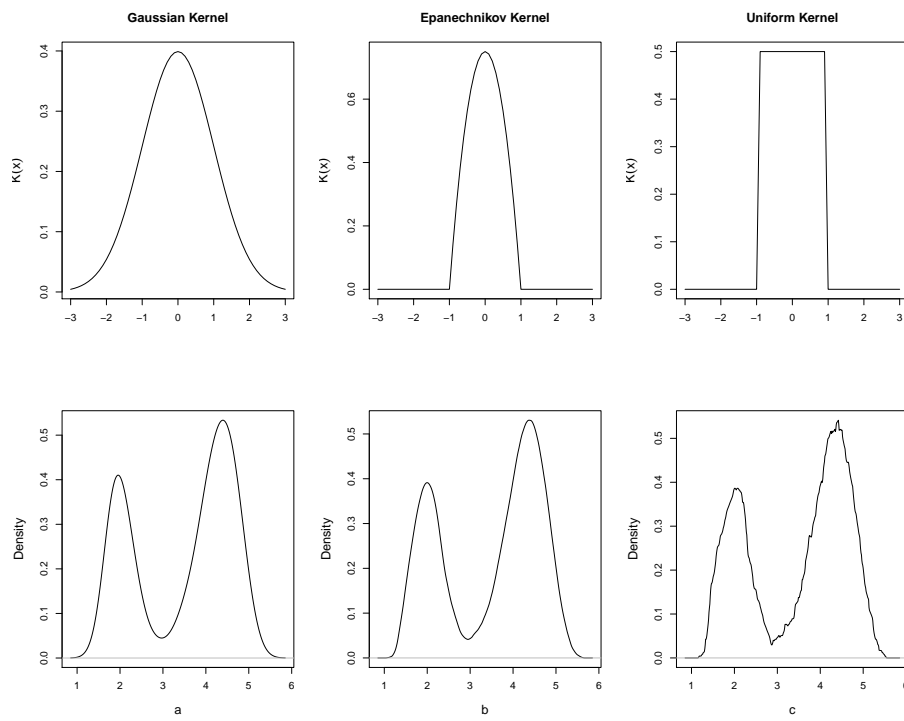 Gaussian Kernel
Epanechnikov Kernel
Uniform Kernel
K(x)
0.0 0.1 0.2 0.3 0.4
−3 −2 −1 0 1 2 3
K(x)
0.0 0.2 0.4 0.6
−3 −2 −1 0 1 2 3
K(x)
0.0 0.1 0.2 0.3 0.4 0.5
−3 −2 −1 0 1 2 3
Density
0.0 0.1 0.2 0.3 0.4 0.5
1 2 3 4 5 6
a
Density
0.0 0.1 0.2 0.3 0.4 0.5
1 2 3 4 5 6
b
Density
0.0 0.1 0.2 0.3 0.4 0.5
1 2 3 4 5 6
c